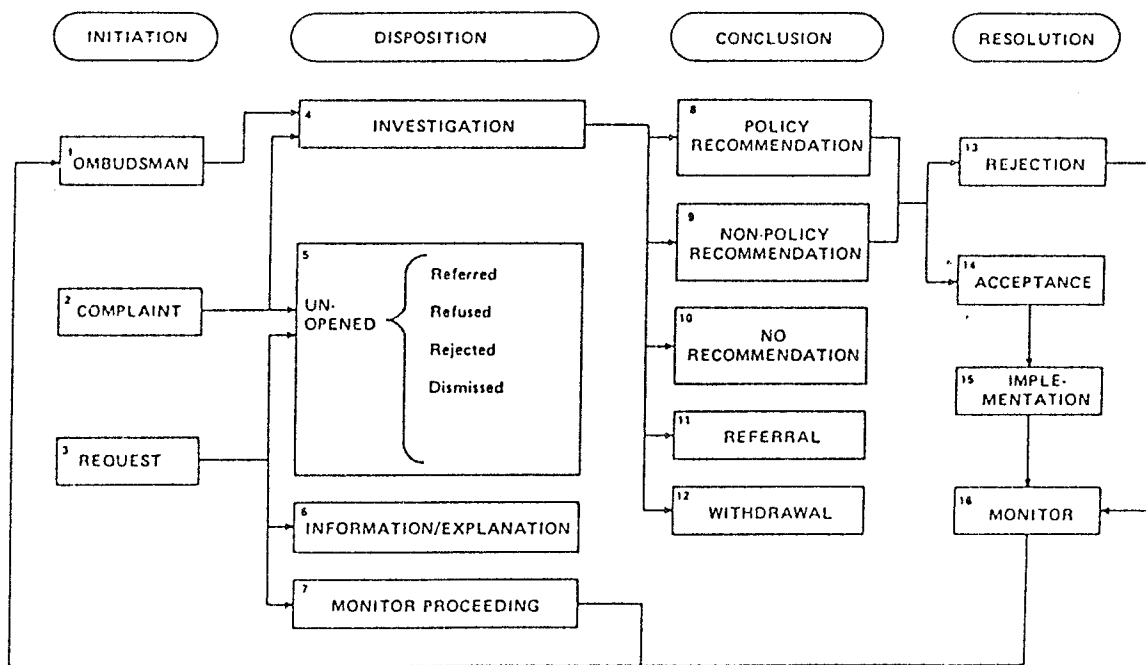 INITIATION
DISPOSITION
CONCLUSION
RESOLUTION
1
OMBUDSMAN
2
COMPLAINT
3
REQUEST
4
INVESTIGATION
5
UN-
OPENED
Referred
Refused
Rejected
Dismissed
6
INFORMATION/EXPLANATION
7
MONITOR PROCEEDING
8
POLICY
RECOMMENDATION
9
NON-POLICY
RECOMMENDATION
10
NO
RECOMMENDATION
11
REFERRAL
12
WITHDRAWAL
13
REJECTION
14
ACCEPTANCE
15
IMPLE-
MENTATION
16
MONITOR